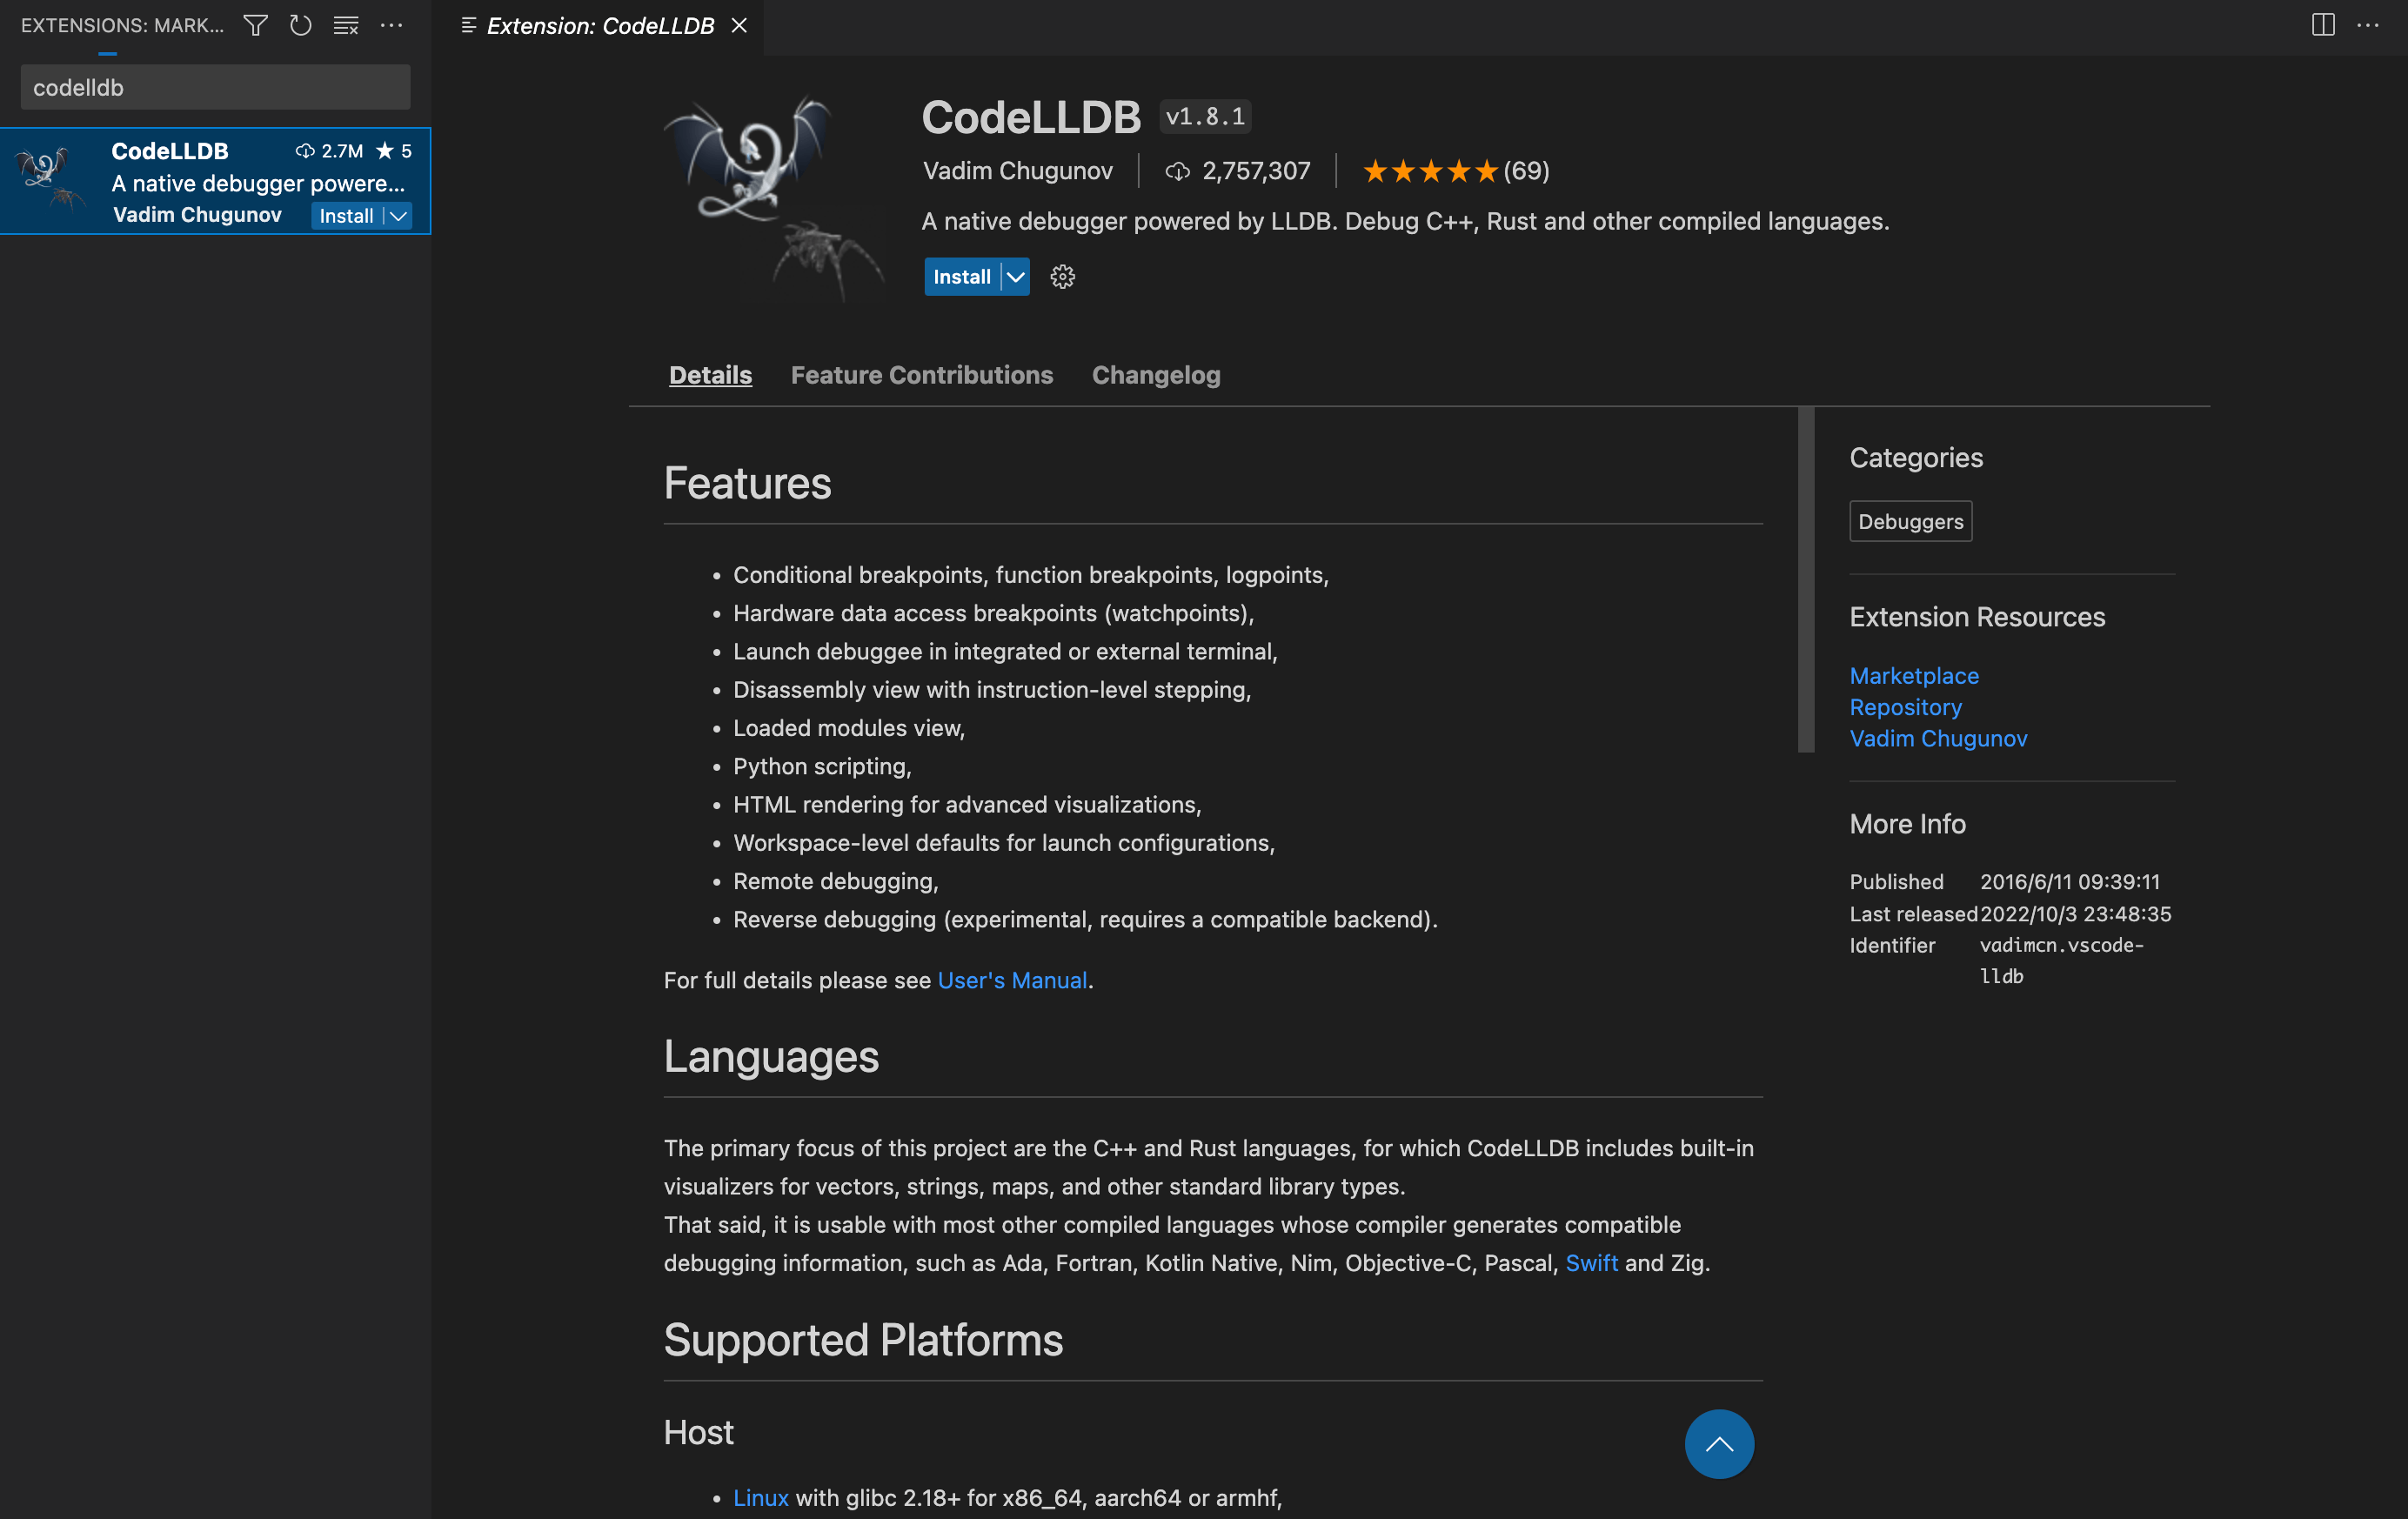 EXTENSIONS: MARK...
codelldb
CodeLLDB 2.7M 5
A native debugger powere...
Vadim Chugunov Install
Extension: CodeLLDB
CodeLLDB v1.8.1
Vadim Chugunov 2,757,307 (69)
A native debugger powered by LLDB. Debug C++, Rust and other compiled languages.
Install
Details Feature Contributions Changelog
Features
• Conditional breakpoints, function breakpoints, logpoints,
• Hardware data access breakpoints (watchpoints),
• Launch debuggee in integrated or external terminal,
• Disassembly view with instruction-level stepping,
• Loaded modules view,
• Python scripting,
• HTML rendering for advanced visualizations,
• Workspace-level defaults for launch configurations,
• Remote debugging,
• Reverse debugging (experimental, requires a compatible backend).
For full details please see User's Manual.
Languages
The primary focus of this project are the C++ and Rust languages, for which CodeLLDB includes built-in
visualizers for vectors, strings, maps, and other standard library types.
That said, it is usable with most other compiled languages whose compiler generates compatible
debugging information, such as Ada, Fortran, Kotlin Native, Nim, Objective-C, Pascal, Swift and Zig.
Supported Platforms
Host
• Linux with glibc 2.18+ for x86_64, aarch64 or armhf,
Categories
Debuggers
Extension Resources
Marketplace
Repository
Vadim Chugunov
More Info
Published 2016/6/11 09:39:11
Last released 2022/10/3 23:48:35
Identifier vadimcn.vscode-
lldb